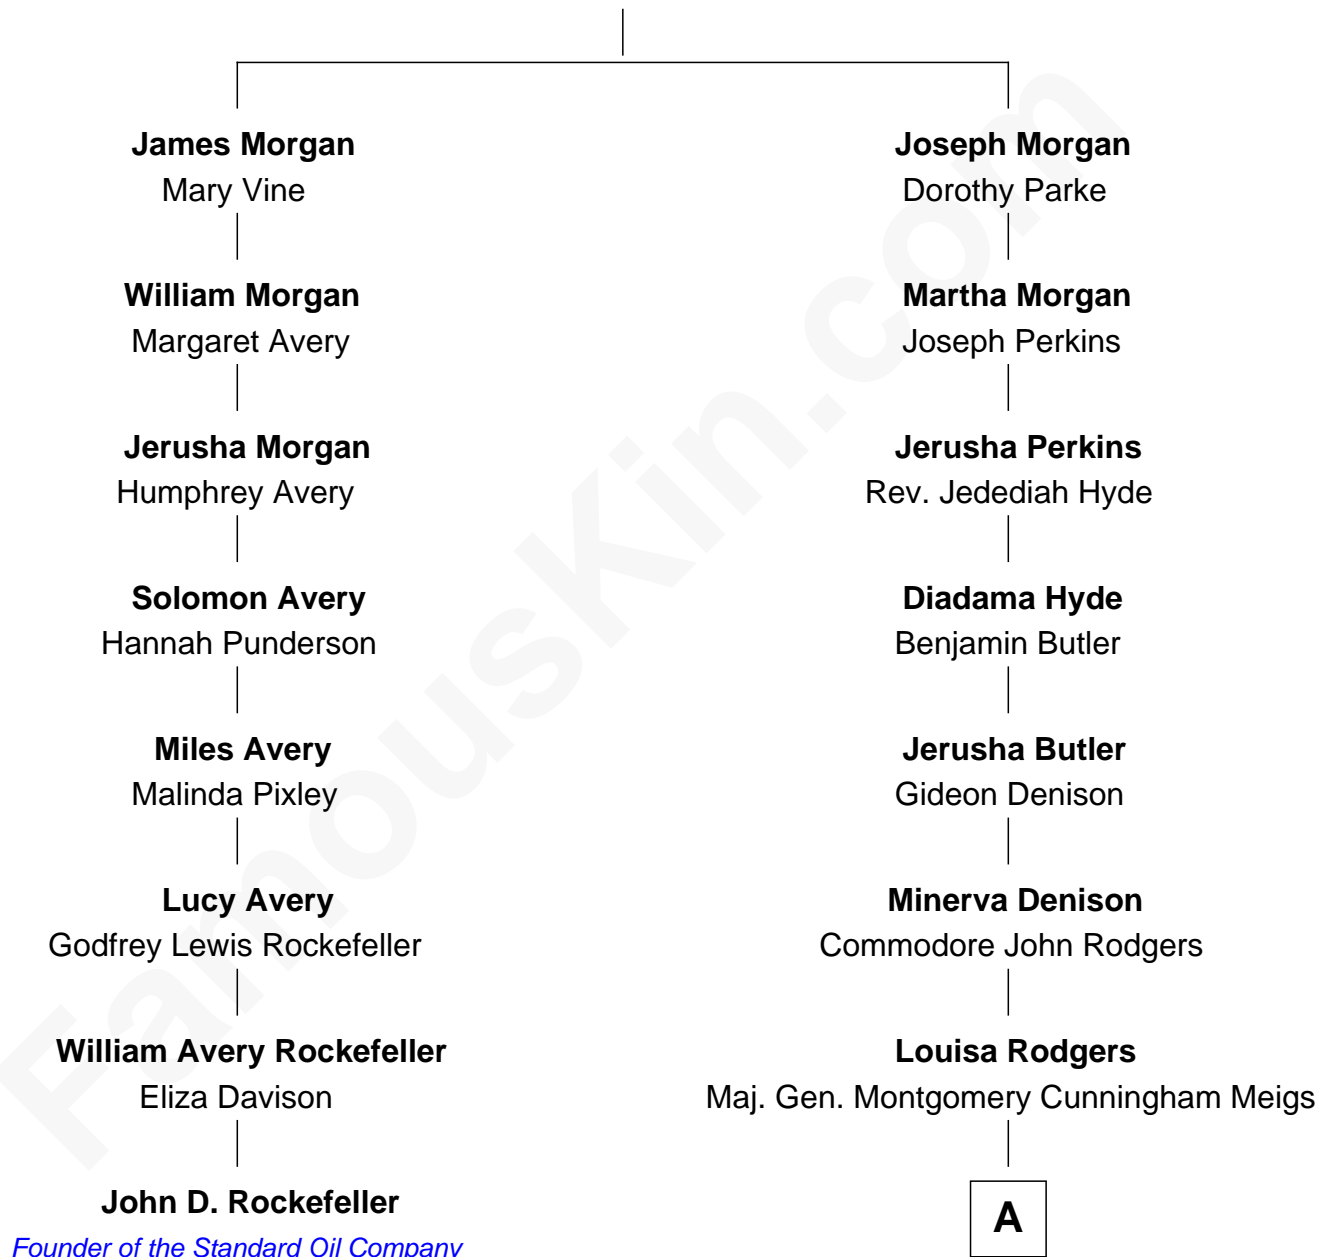 James Morgan
Mary Vine
William Morgan
Margaret Avery
Jerusha Morgan
Humphrey Avery
Solomon Avery
Hannah Punderson
Miles Avery
Malinda Pixley
Lucy Avery
Godfrey Lewis Rockefeller
William Avery Rockefeller
Eliza Davison
John D. Rockefeller
Founder of the Standard Oil Company
Joseph Morgan
Dorothy Parke
Martha Morgan
Joseph Perkins
Jerusha Perkins
Rev. Jedediah Hyde
Diadama Hyde
Benjamin Butler
Jerusha Butler
Gideon Denison
Minerva Denison
Commodore John Rodgers
Louisa Rodgers
Maj. Gen. Montgomery Cunningham Meigs
A
FamousKin.com